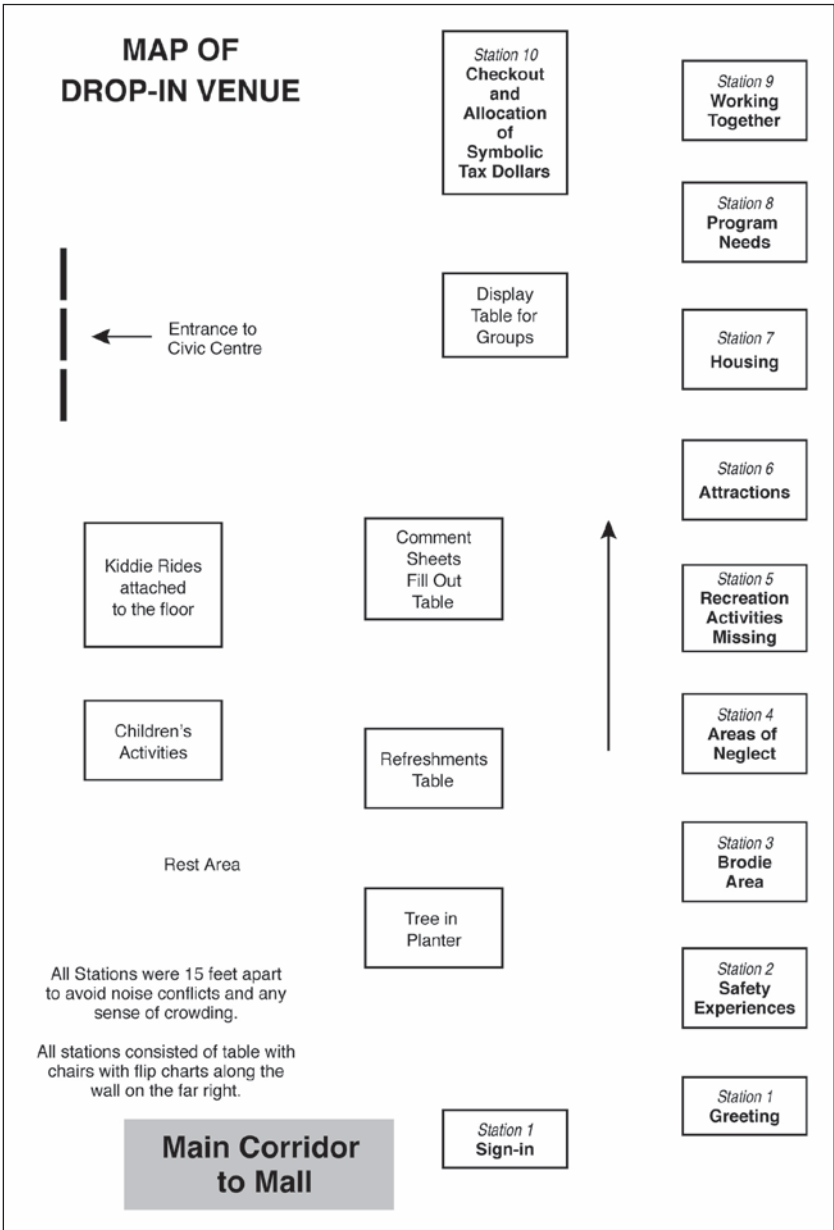 MAP OF
DROP-IN VENUE
Station 10
Checkout
and
Allocation
of
Symbolic
Tax Dollars
Station 9
Working
Together
Station 8
Program
Needs
Display
Table for
Groups
Entrance to
Civic Centre
Station 7
Housing
Station 6
Attractions
Kiddie Rides
attached
to the floor
Comment
Sheets
Fill Out
Table
Station 5
Recreation
Activities
Missing
Children's
Activities
Refreshments
Table
Station 4
Areas of
Neglect
Rest Area
Station 3
Brodie
Area
Tree in
Planter
All Stations were 15 feet apart
to avoid noise conflicts and any
sense of crowding.
Station 2
Safety
Experiences
All stations consisted of table with
chairs with flip charts along the
wall on the far right.
Station 1
Greeting
Main Corridor
to Mall
Station 1
Sign-in